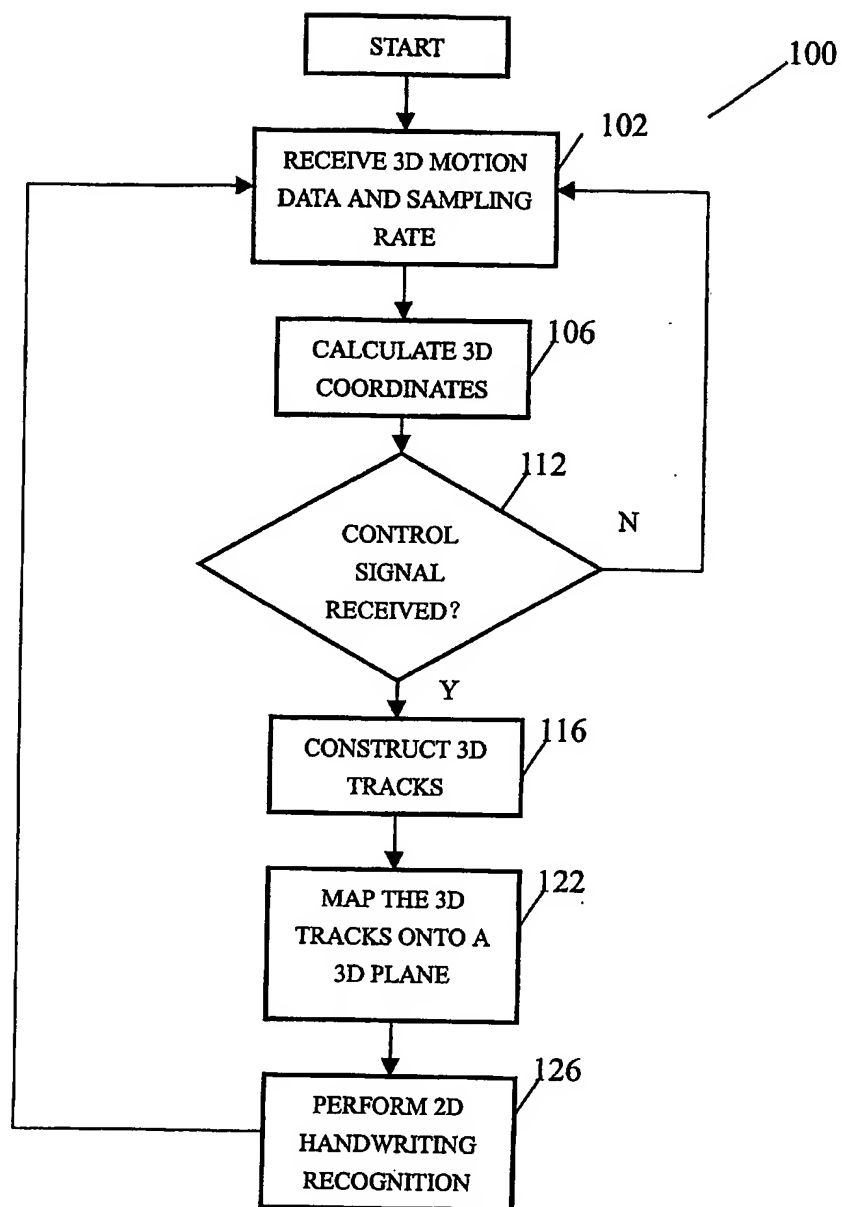 START
100
102
RECEIVE 3D MOTION
DATA AND SAMPLING
RATE
106
CALCULATE 3D
COORDINATES
112
CONTROL
SIGNAL
RECEIVED?
N
Y
CONSTRUCT 3D
TRACKS
116
MAP THE 3D
TRACKS ONTO A
3D PLANE
122
126
PERFORM 2D
HANDWRITING
RECOGNITION